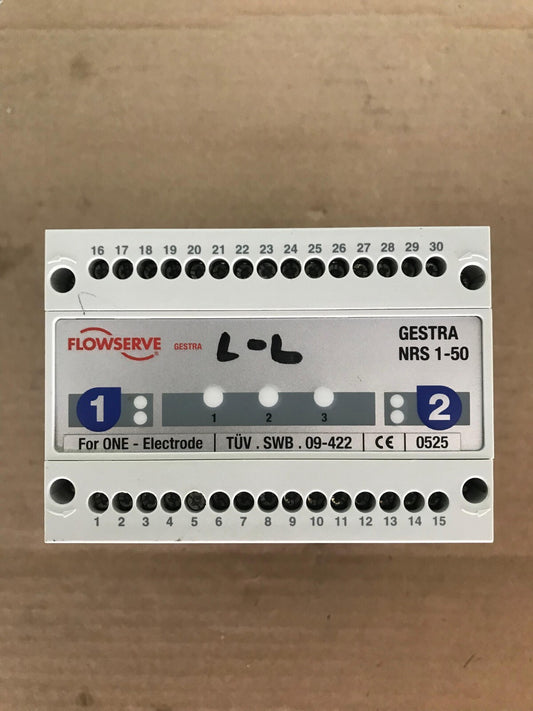 16 17 18 19 20 21 22 23 24 25 26 27 28 29 30
FLOWSERVE ® GESTRA L-L GESTRA
NRS 1-50
1 1 2 3 2
For ONE - Electrode TÜV . SWB . 09-422 CE 0525
1 2 3 4 5 6 7 8 9 10 11 12 13 14 15